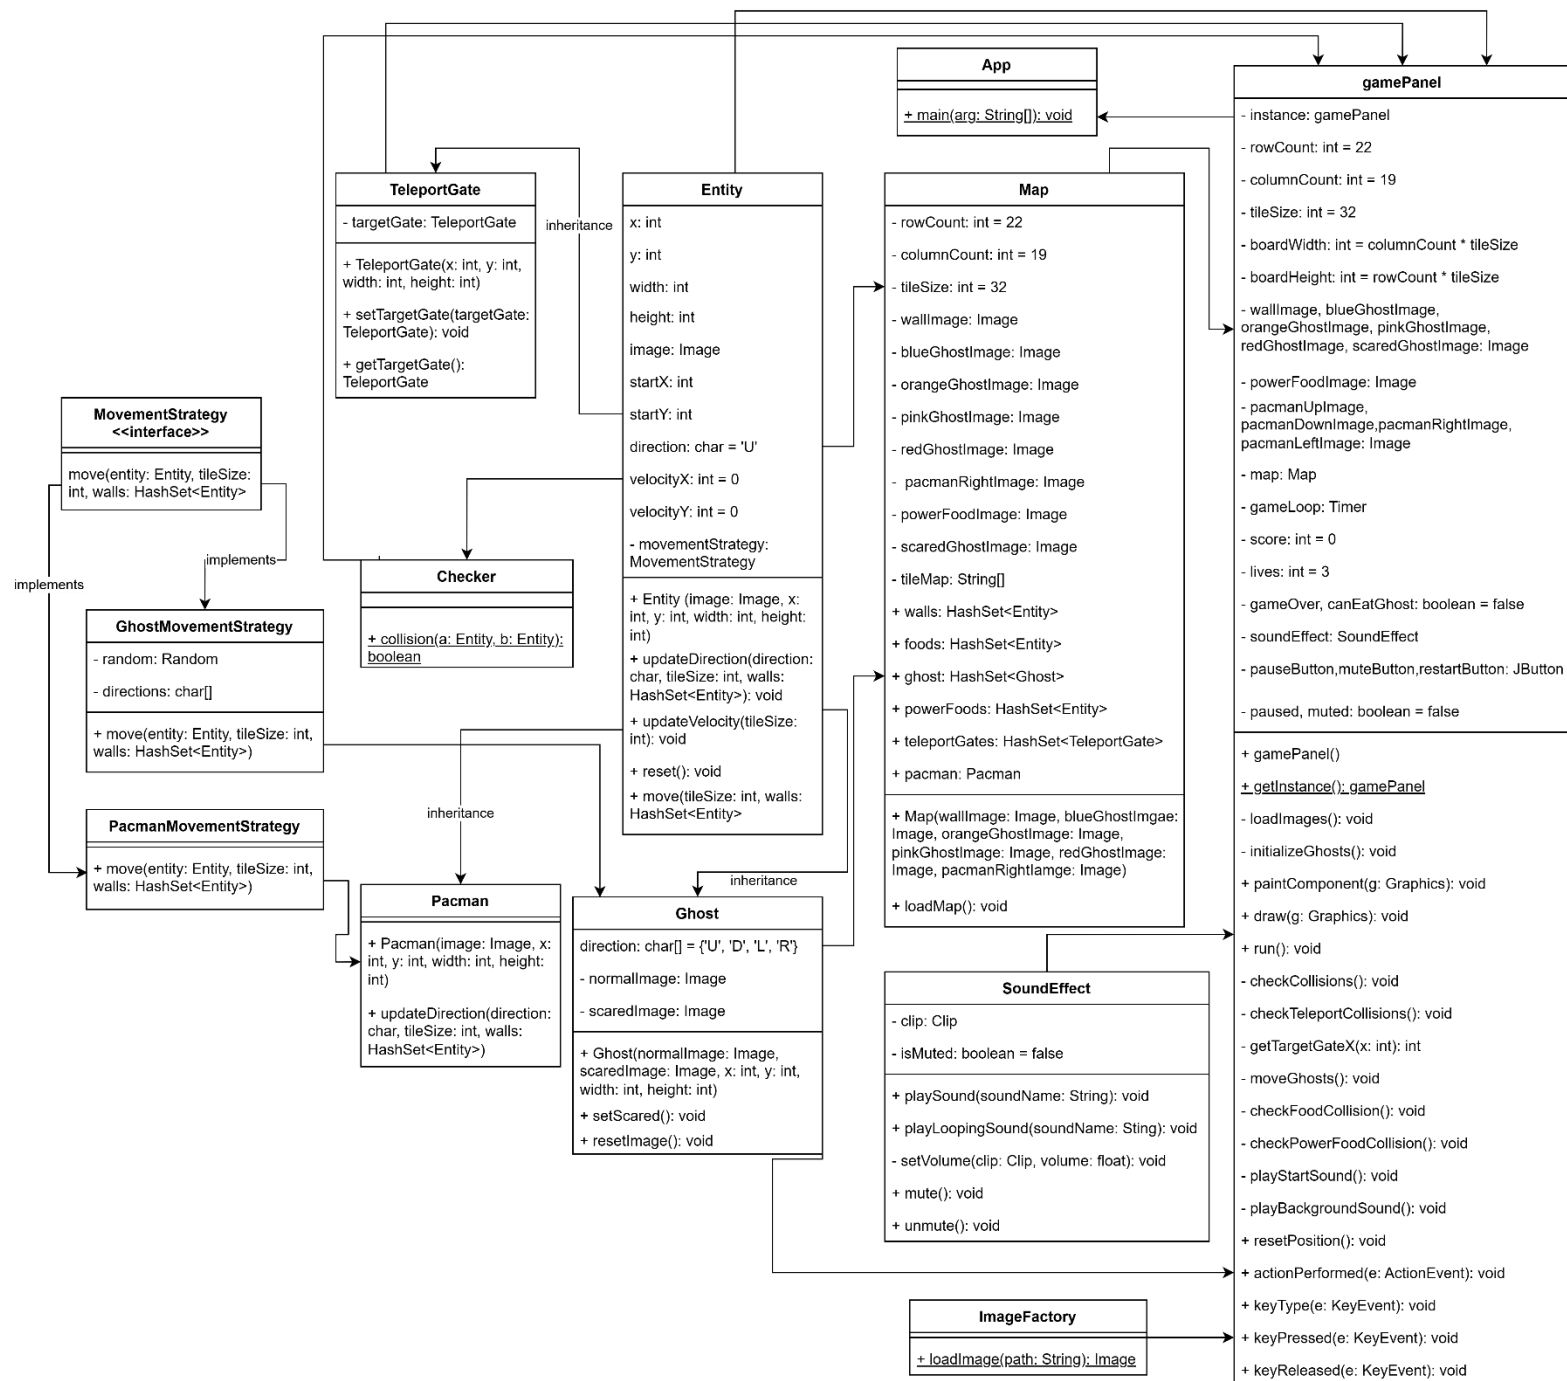 App
+ main(arg: String[]): void
gamePanel
- instance: gamePanel
- rowCount: int = 22
- columnCount: int = 19
- tileSize: int = 32
- boardWidth: int = columnCount * tileSize
- boardHeight: int = rowCount * tileSize
- wallImage, blueGhostImage,
orangeGhostImage, pinkGhostImage,
redGhostImage, scaredGhostImage: Image
- powerFoodImage: Image
- pacmanUpImage,
pacmanDownImage,pacmanRightImage,
pacmanLeftImage: Image
- map: Map
- gameLoop: Timer
- score: int = 0
- lives: int = 3
- gameOver, canEatGhost: boolean = false
- soundEffect: SoundEffect
- pauseButton,muteButton,restartButton: JButton
- paused, muted: boolean = false
+ gamePanel()
+ getInstance(): gamePanel
- loadImages(): void
- initializeGhosts(): void
+ paintComponent(g: Graphics): void
+ draw(g: Graphics): void
+ run(): void
- checkCollisions(): void
- checkTeleportCollisions(): void
- getTargetGateX(x: int): int
- moveGhosts(): void
- checkFoodCollision(): void
- checkPowerFoodCollision(): void
- playStartSound(): void
- playBackgroundSound(): void
+ resetPosition(): void
+ actionPerformed(e: ActionEvent): void
+ keyType(e: KeyEvent): void
+ keyPressed(e: KeyEvent): void
+ keyReleased(e: KeyEvent): void
TeleportGate
- targetGate: TeleportGate
+ TeleportGate(x: int, y: int,
width: int, height: int)
+ setTargetGate(targetGate:
TeleportGate): void
+ getTargetGate():
TeleportGate
inheritance
Entity
x: int
y: int
width: int
height: int
image: Image
startX: int
startY: int
direction: char = 'U'
velocityX: int = 0
velocityY: int = 0
- movementStrategy:
MovementStrategy
+ Entity (image: Image, x:
int, y: int, width: int, height:
int)
+ updateDirection(direction:
char, tileSize: int, walls:
HashSet<Entity>): void
+ updateVelocity(tileSize:
int): void
+ reset(): void
+ move(tileSize: int, walls:
HashSet<Entity>
Map
- rowCount: int = 22
- columnCount: int = 19
- tileSize: int = 32
- wallImage: Image
- blueGhostImage: Image
- orangeGhostImage: Image
- pinkGhostImage: Image
- redGhostImage: Image
- pacmanRightImage: Image
- powerFoodImage: Image
- scaredGhostImage: Image
- tileMap: String[]
+ walls: HashSet<Entity>
+ foods: HashSet<Entity>
+ ghost: HashSet<Ghost>
+ powerFoods: HashSet<Entity>
+ teleportGates: HashSet<TeleportGate>
+ pacman: Pacman
+ Map(wallImage: Image, blueGhostImgae:
Image, orangeGhostImage: Image,
pinkGhostImage: Image, redGhostImage:
Image, pacmanRightIamge: Image)
+ loadMap(): void
MovementStrategy
<<interface>>
move(entity: Entity, tileSize:
int, walls: HashSet<Entity>
implements
implements
Checker
+ collision(a: Entity, b: Entity):
boolean
GhostMovementStrategy
- random: Random
- directions: char[]
+ move(entity: Entity, tileSize: int,
walls: HashSet<Entity>)
PacmanMovementStrategy
+ move(entity: Entity, tileSize: int,
walls: HashSet<Entity>)
inheritance
Pacman
+ Pacman(image: Image, x:
int, y: int, width: int, height:
int)
+ updateDirection(direction:
char, tileSize: int, walls:
HashSet<Entity>)
inheritance
Ghost
direction: char[] = {'U', 'D', 'L', 'R'}
- normalImage: Image
- scaredImage: Image
+ Ghost(normalImage: Image,
scaredImage: Image, x: int, y: int,
width: int, height: int)
+ setScared(): void
+ resetImage(): void
SoundEffect
- clip: Clip
- isMuted: boolean = false
+ playSound(soundName: String): void
+ playLoopingSound(soundName: Sting): void
- setVolume(clip: Clip, volume: float): void
+ mute(): void
+ unmute(): void
ImageFactory
+ loadImage(path: String): Image